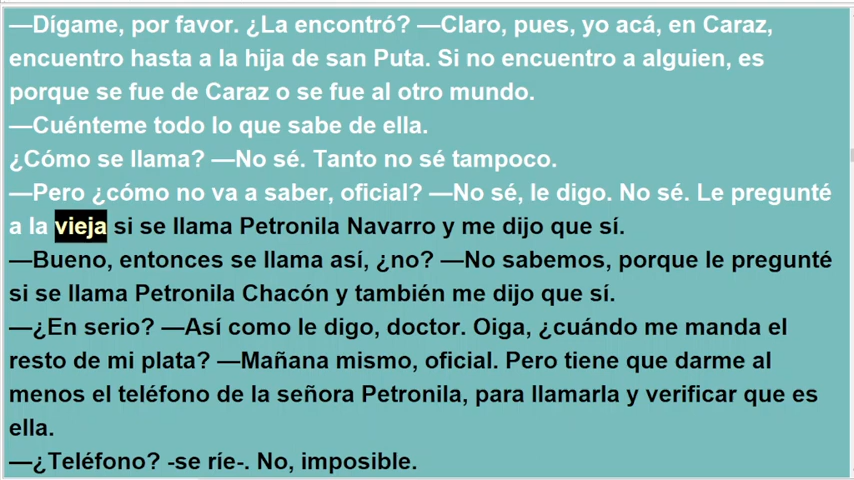 —Dígame, por favor. ¿La encontró? —Claro, pues, yo acá, en Caraz,
encuentro hasta a la hija de san Puta. Si no encuentro a alguien, es
porque se fue de Caraz o se fue al otro mundo.
—Cuénteme todo lo que sabe de ella.
¿Cómo se llama? —No sé. Tanto no sé tampoco.
—Pero ¿cómo no va a saber, oficial? —No sé, le digo. No sé. Le pregunté
a la vieja si se llama Petronila Navarro y me dijo que sí.
—Bueno, entonces se llama así, ¿no? —No sabemos, porque le pregunté
si se llama Petronila Chacón y también me dijo que sí.
—¿En serio? —Así como le digo, doctor. Oiga, ¿cuándo me manda el
resto de mi plata? —Mañana mismo, oficial. Pero tiene que darme al
menos el teléfono de la señora Petronila, para llamarla y verificar que es
ella.
—¿Teléfono? -se ríe-. No, imposible.